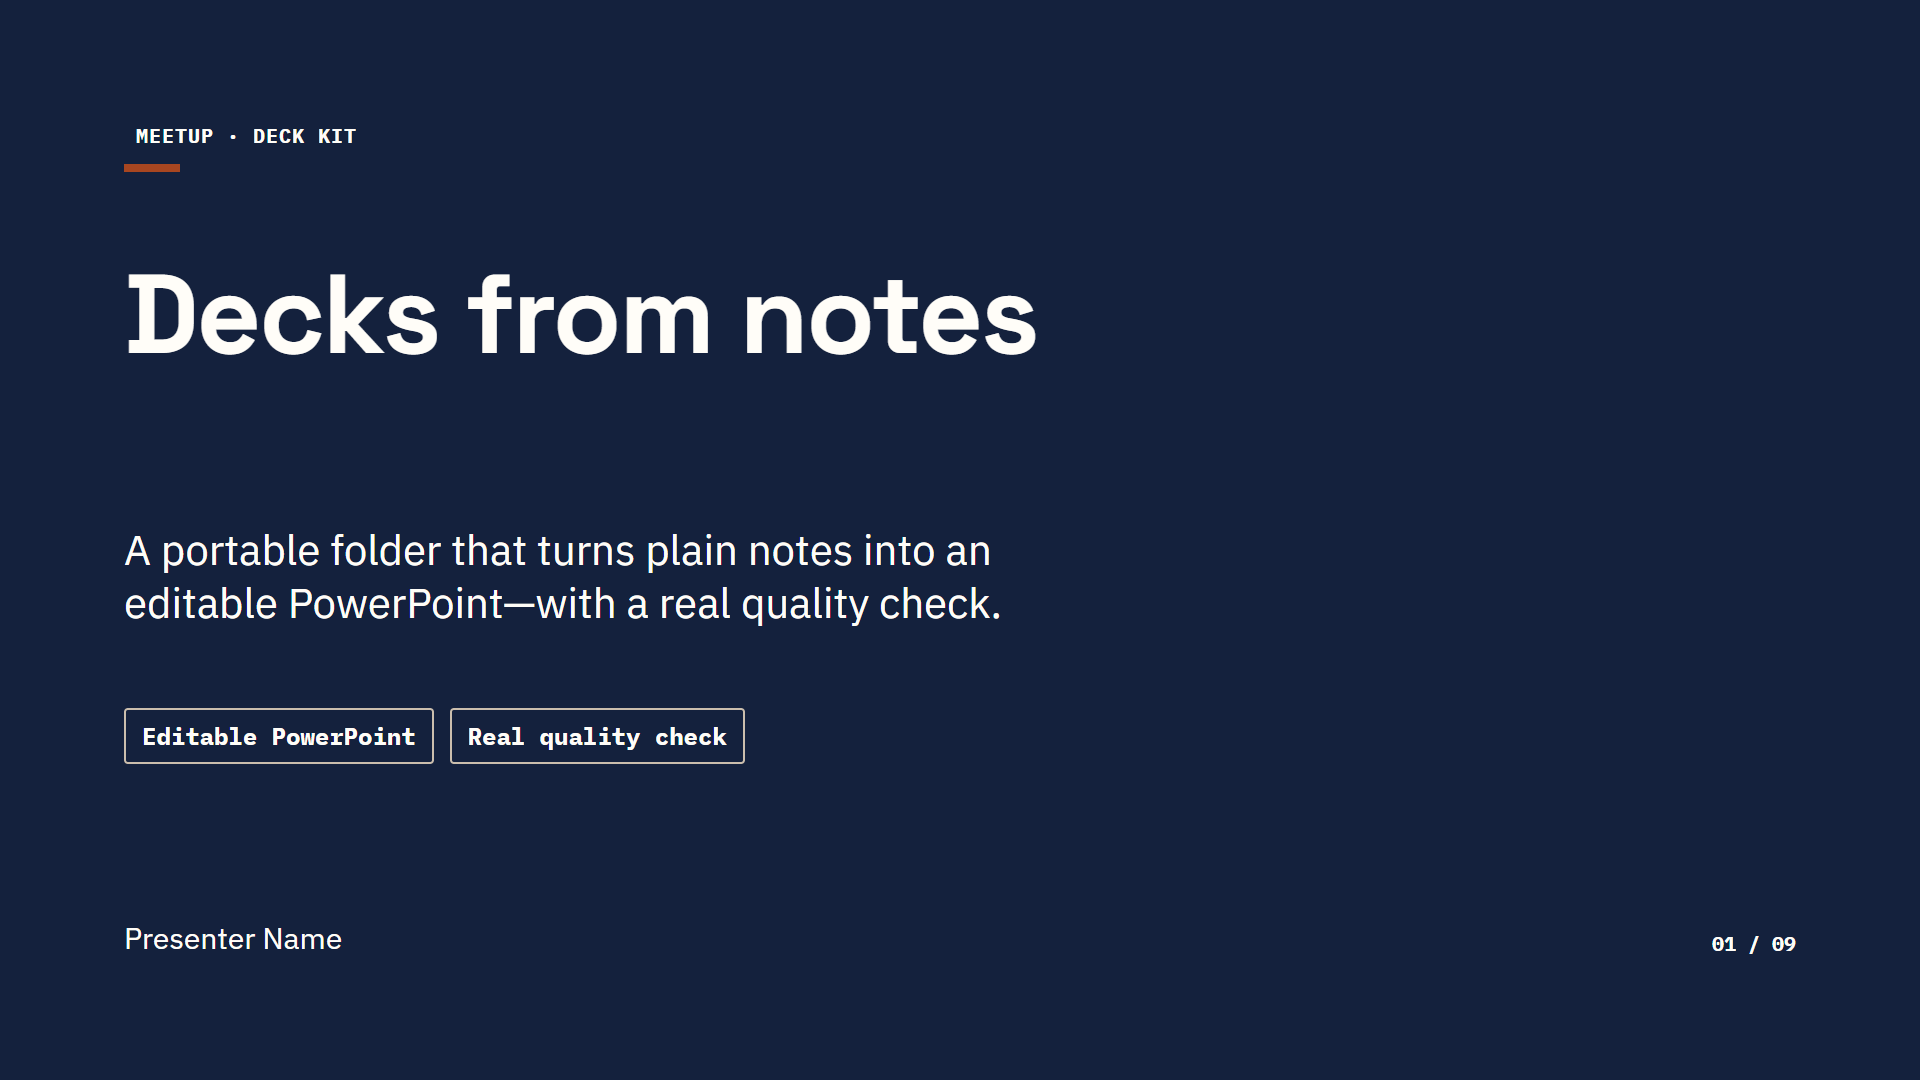 MEETUP · DECK KIT
Decks from notes
A portable folder that turns plain notes into an
editable PowerPoint—with a real quality check.
Editable PowerPoint
Real quality check
Presenter Name
01 / 09